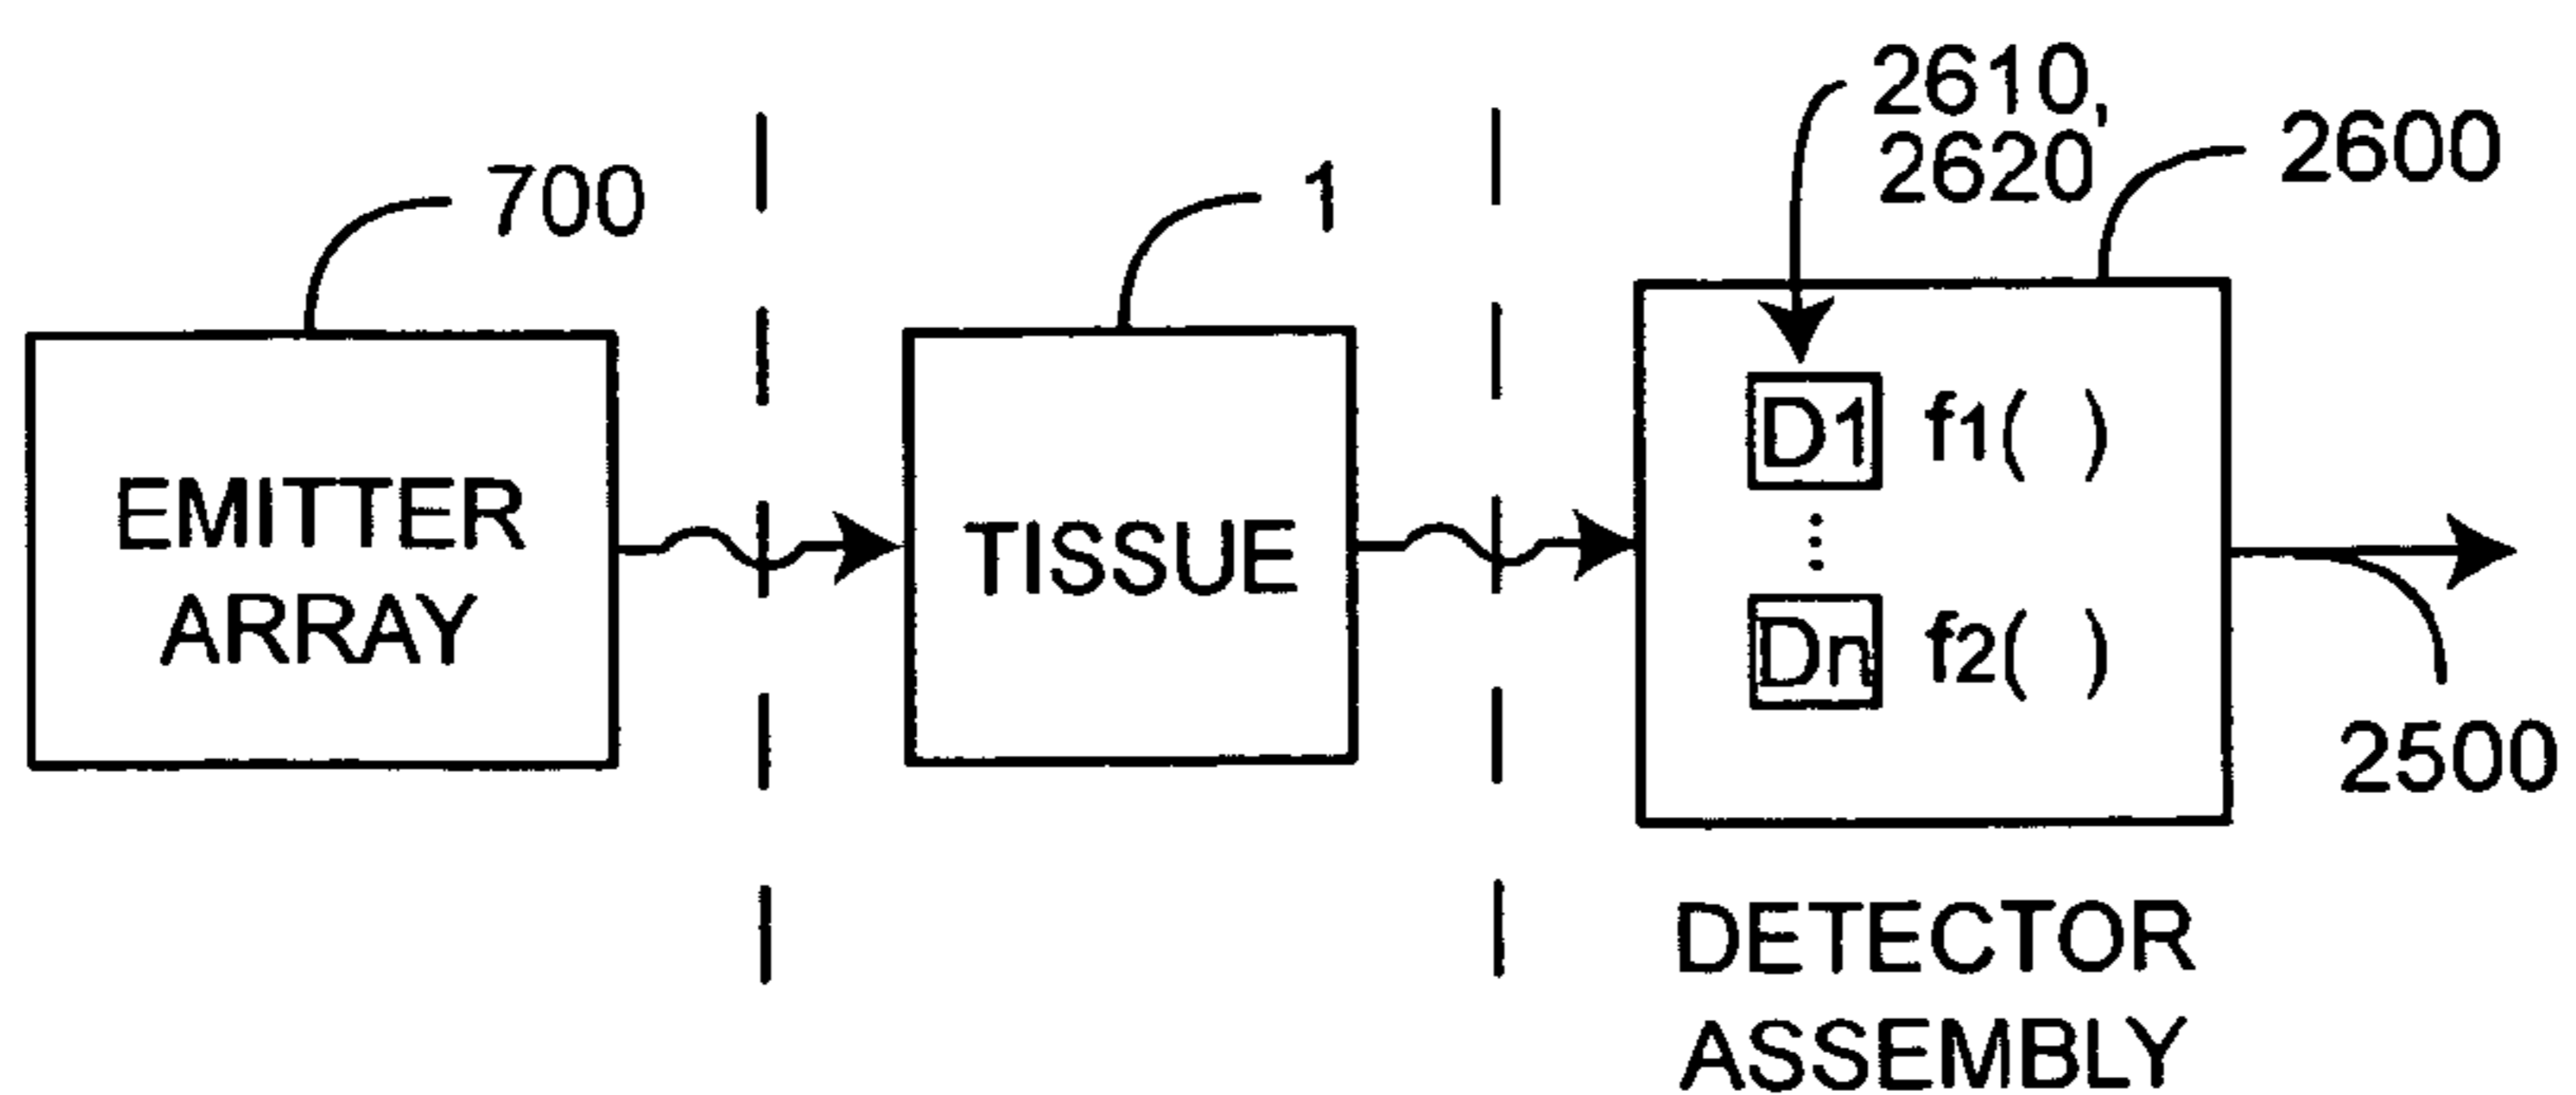 700
EMITTER
ARRAY
1
TISSUE
2610,
2620
2600
D1 f1( )
Dn f2( )
2500
DETECTOR
ASSEMBLY